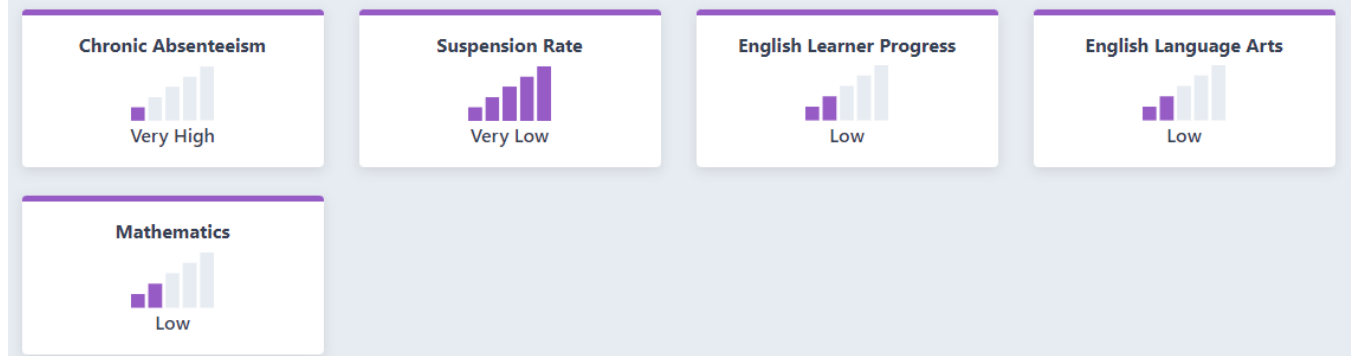 Chronic Absenteeism
Very High
Suspension Rate
Very Low
English Learner Progress
Low
English Language Arts
Low
Mathematics
Low